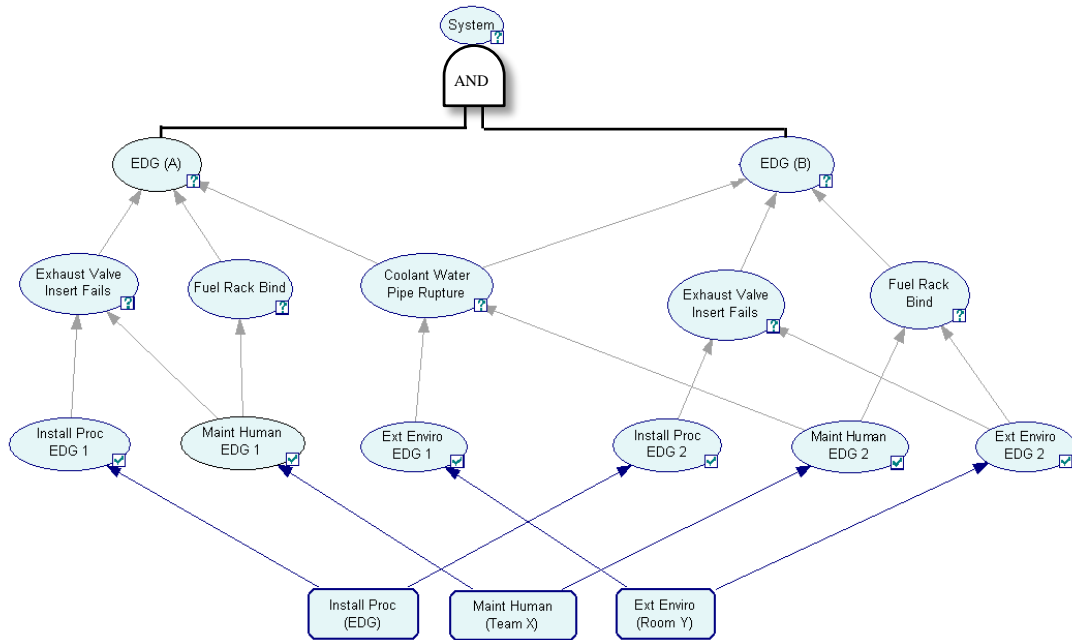 System
?
AND
EDG (A)
?
EDG (B)
?
Exhaust Valve
Insert Fails
?
Fuel Rack Bind
?
Coolant Water
Pipe Rupture
?
Exhaust Valve
Insert Fails
?
Fuel Rack
Bind
?
Install Proc
EDG 1
Maint Human
EDG 1
Ext Enviro
EDG 1
Install Proc
EDG 2
Maint Human
EDG 2
Ext Enviro
EDG 2
Install Proc
(EDG)
Maint Human
(Team X)
Ext Enviro
(Room Y)